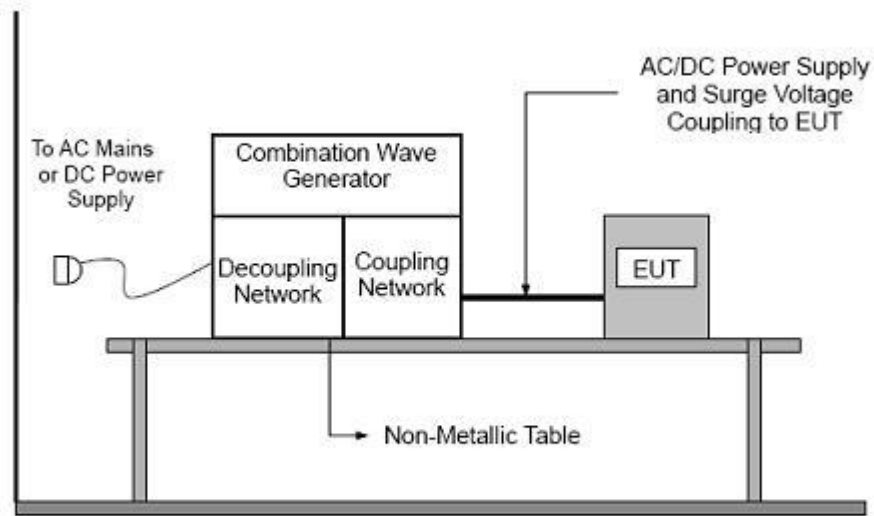 AC/DC Power Supply
and Surge Voltage
Coupling to EUT
To AC Mains
or DC Power
Supply
Combination Wave
Generator
Decoupling
Network
Coupling
Network
EUT
Non-Metallic Table